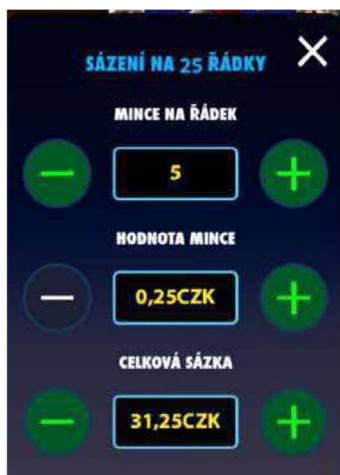 SÁZENÍ NA 25 ŘÁDKY
MINCE NA ŘÁDEK
5
HODNOTA MINCE
0,25CZK
CELKOVÁ SÁZKA
31,25CZK